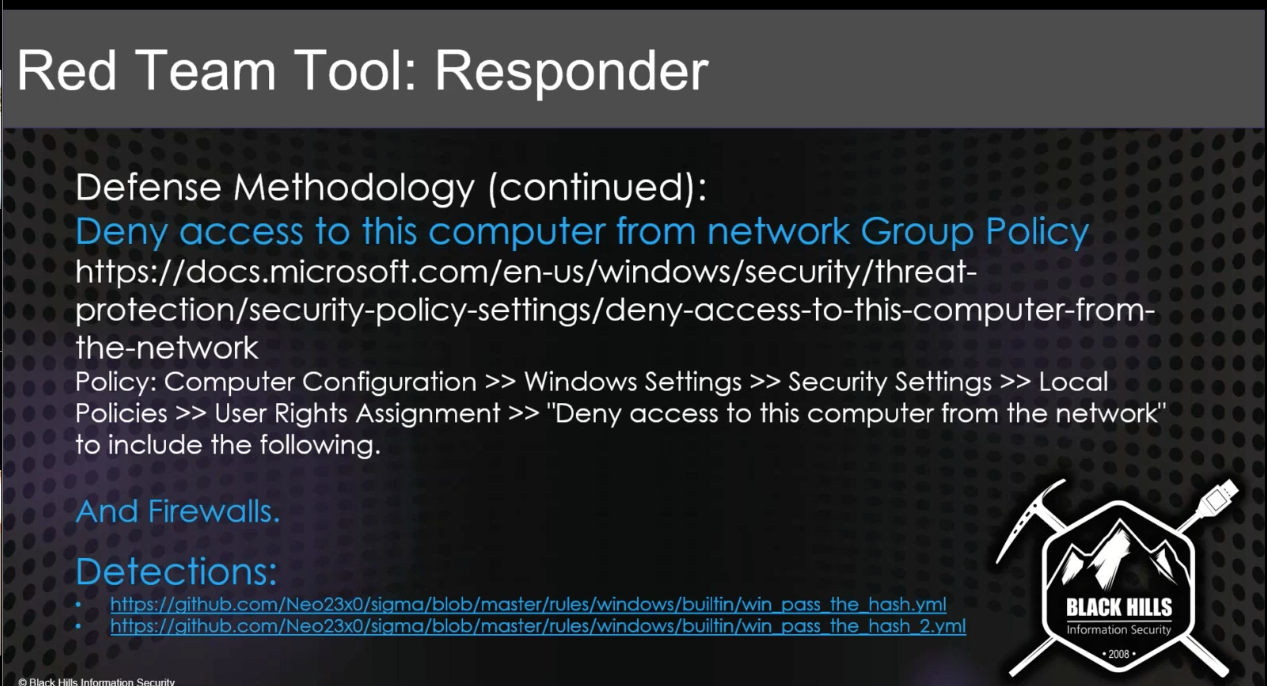 Red Team Tool: Responder
Defense Methodology (continued):
Deny access to this computer from network Group Policy
https://docs.microsoft.com/en-us/windows/security/threat-
protection/security-policy-settings/deny-access-to-this-computer-from-
the-network
Policy: Computer Configuration >> Windows Settings >> Security Settings >> Local
Policies >> User Rights Assignment >> "Deny access to this computer from the network"
to include the following.
And Firewalls.
Detections:
• https://github.com/Neo23x0/sigma/blob/master/rules/windows/builtin/win_pass_the_hash.yml
• https://github.com/Neo23x0/sigma/blob/master/rules/windows/builtin/win_pass_the_hash_2.yml
BLACK HILLS
Information Security
• 2008 •
© Black Hills Information Security